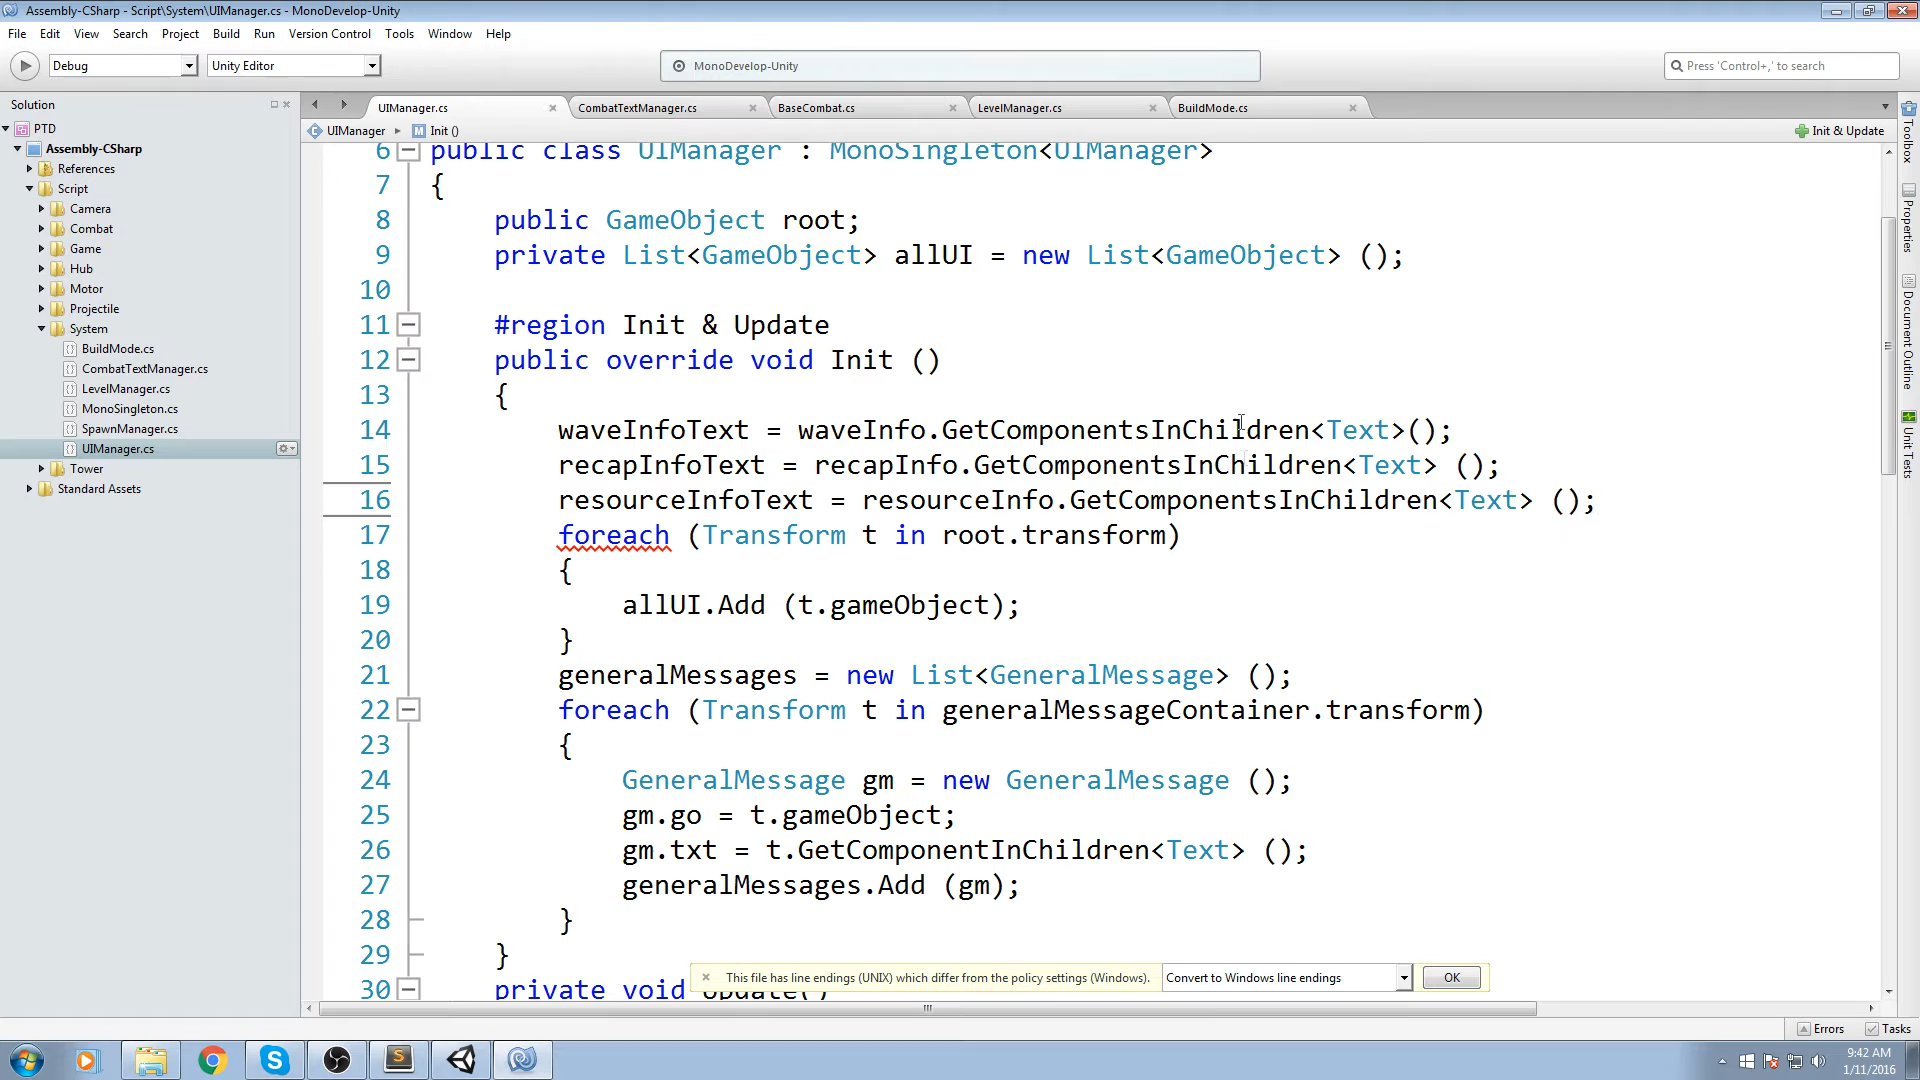 Assembly-CSharp - Script\System\UIManager.cs - MonoDevelop-Unity
File Edit View Search Project Build Run Version Control Tools Window Help
Debug Unity Editor MonoDevelop-Unity Press 'Control+,' to search
Solution
UIManager.cs CombatTextManager.cs BaseCombat.cs LevelManager.cs BuildMode.cs
UIManager Init () Init & Update
PTD
Assembly-CSharp
References
Script
Camera
Combat
Game
Hub
Motor
Projectile
System
BuildMode.cs
CombatTextManager.cs
LevelManager.cs
MonoSingleton.cs
SpawnManager.cs
UIManager.cs
Tower
Standard Assets
6 public class UIManager : MonoSingleton<UIManager>
7 {
8 public GameObject root;
9 private List<GameObject> allUI = new List<GameObject> ();
10
11 #region Init & Update
12 public override void Init ()
13 {
14 waveInfoText = waveInfo.GetComponentsInChildren<Text>();
15 recapInfoText = recapInfo.GetComponentsInChildren<Text> ();
16 resourceInfoText = resourceInfo.GetComponentsInChildren<Text> ();
17 foreach (Transform t in root.transform)
18 {
19 allUI.Add (t.gameObject);
20 }
21 generalMessages = new List<GeneralMessage> ();
22 foreach (Transform t in generalMessageContainer.transform)
23 {
24 GeneralMessage gm = new GeneralMessage ();
25 gm.go = t.gameObject;
26 gm.txt = t.GetComponentInChildren<Text> ();
27 generalMessages.Add (gm);
28 }
29 }
30 private void Update()
This file has line endings (UNIX) which differ from the policy settings (Windows). Convert to Windows line endings OK
Toolbox
Properties
Document Outline
Unit Tests
Errors Tasks
9:42 AM
1/11/2016